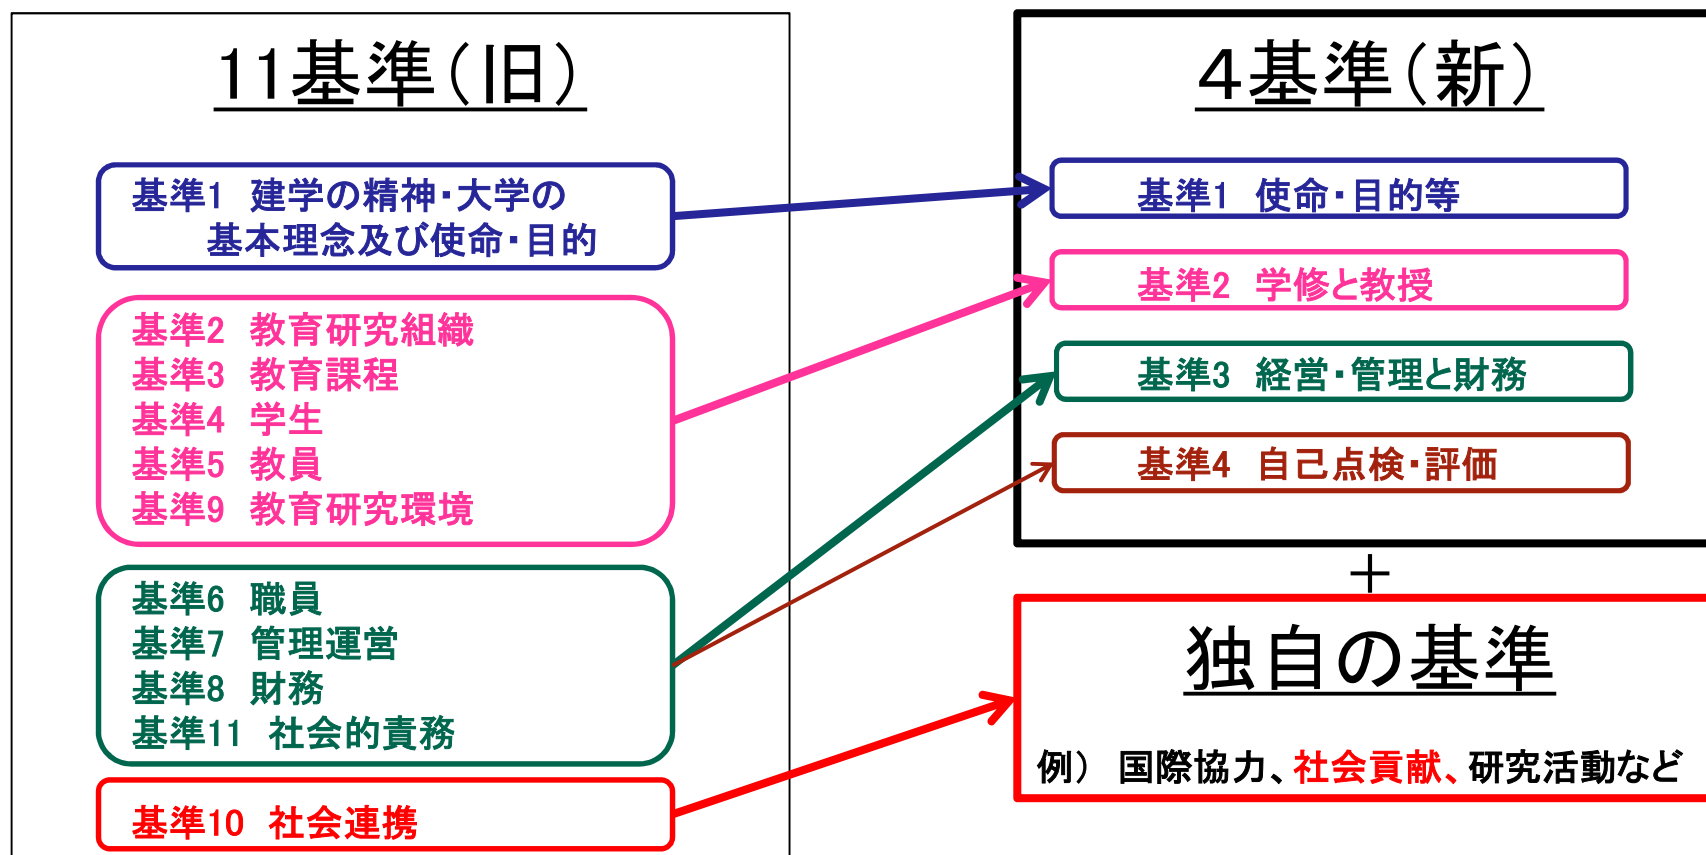 11基準（旧）
基準1　建学の精神・大学の
基本理念及び使命・目的
基準2　教育研究組織
基準3　教育課程
基準4　学生
基準5　教員
基準9　教育研究環境
基準6　職員
基準7　管理運営
基準8　財務
基準11　社会的責務
基準10　社会連携
４基準（新）
基準1　使命・目的等
基準2　学修と教授
基準3　経営・管理と財務
基準4　自己点検・評価
＋
独自の基準
例）　国際協力、社会貢献、研究活動など